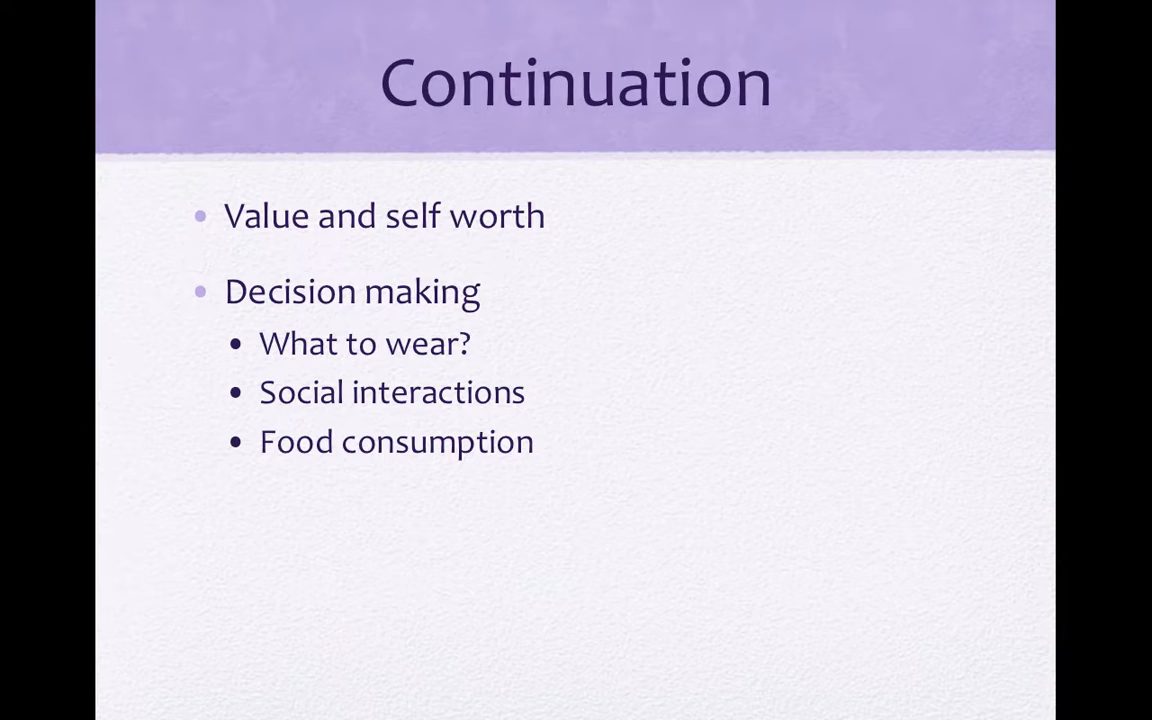 Continuation
• Value and self worth
• Decision making
• What to wear?
• Social interactions
• Food consumption